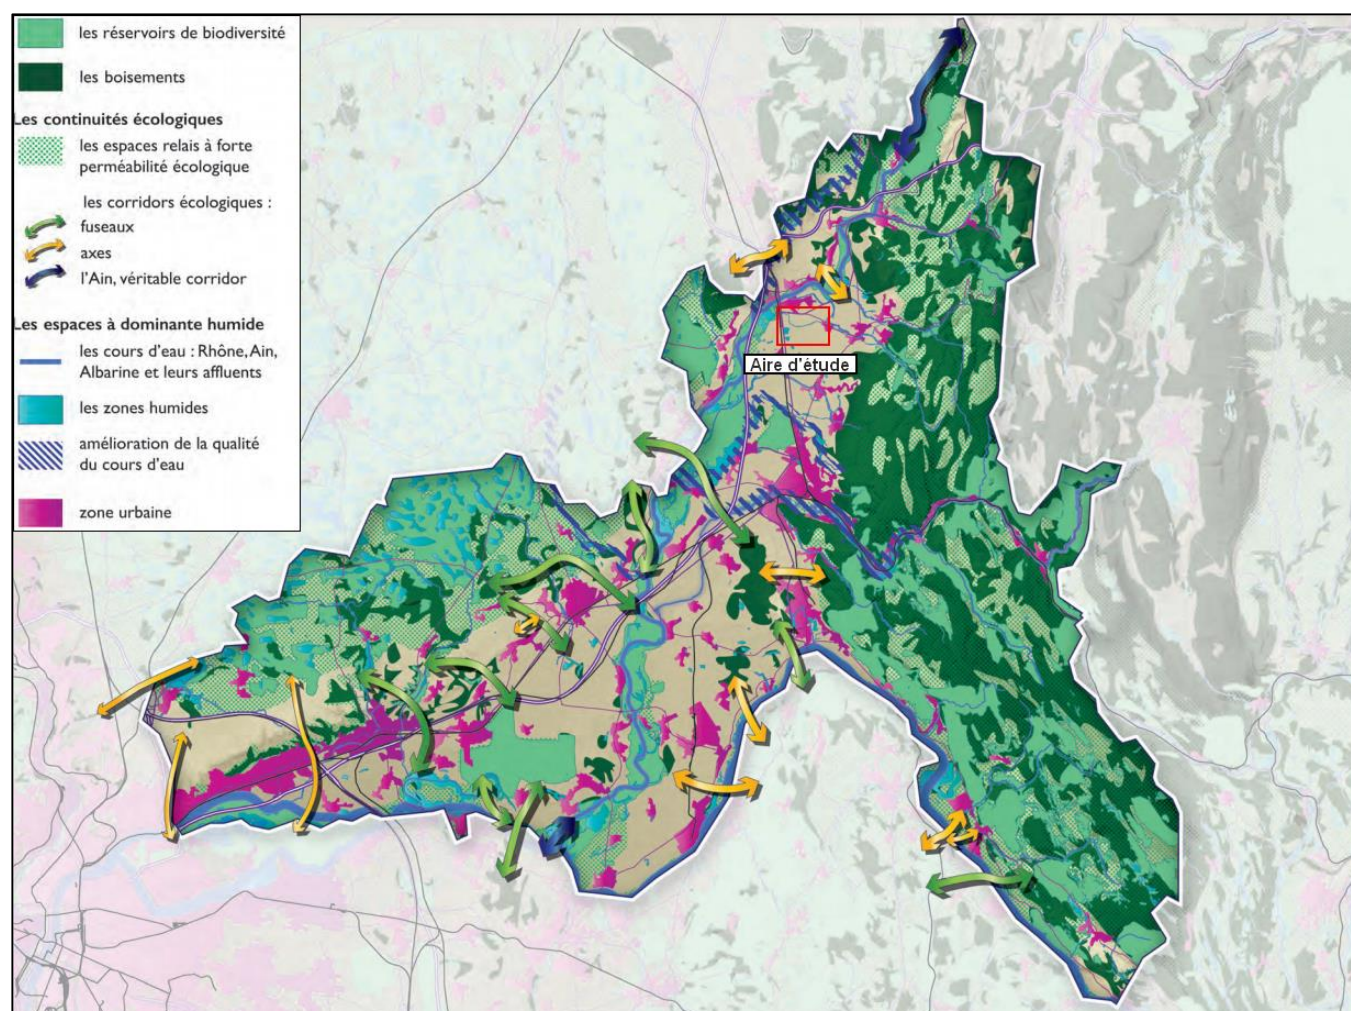 les réservoirs de biodiversité
les boisements
Les continuités écologiques
les espaces relais à forte
perméabilité écologique
les corridors écologiques :
fuseaux
axes
l'Ain, véritable corridor
Les espaces à dominante humide
les cours d'eau : Rhône, Ain,
Albarine et leurs affluents
les zones humides
amélioration de la qualité
du cours d'eau
zone urbaine
Aire d'étude